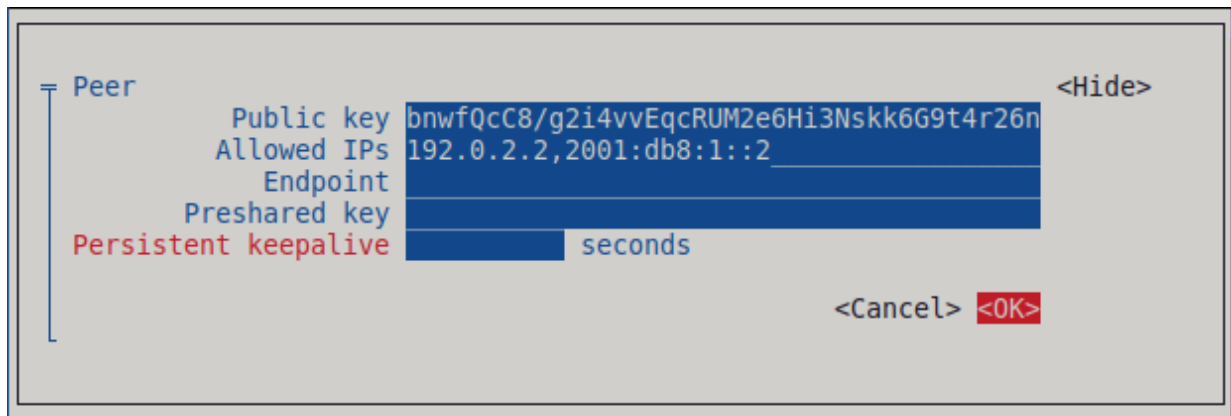 Peer <Hide>
Public key bnwfQcC8/g2i4vvEqcRUM2e6Hi3Nskk6G9t4r26n
Allowed IPs 192.0.2.2,2001:db8:1::2
Endpoint
Preshared key
Persistent keepalive seconds
<Cancel> <OK>